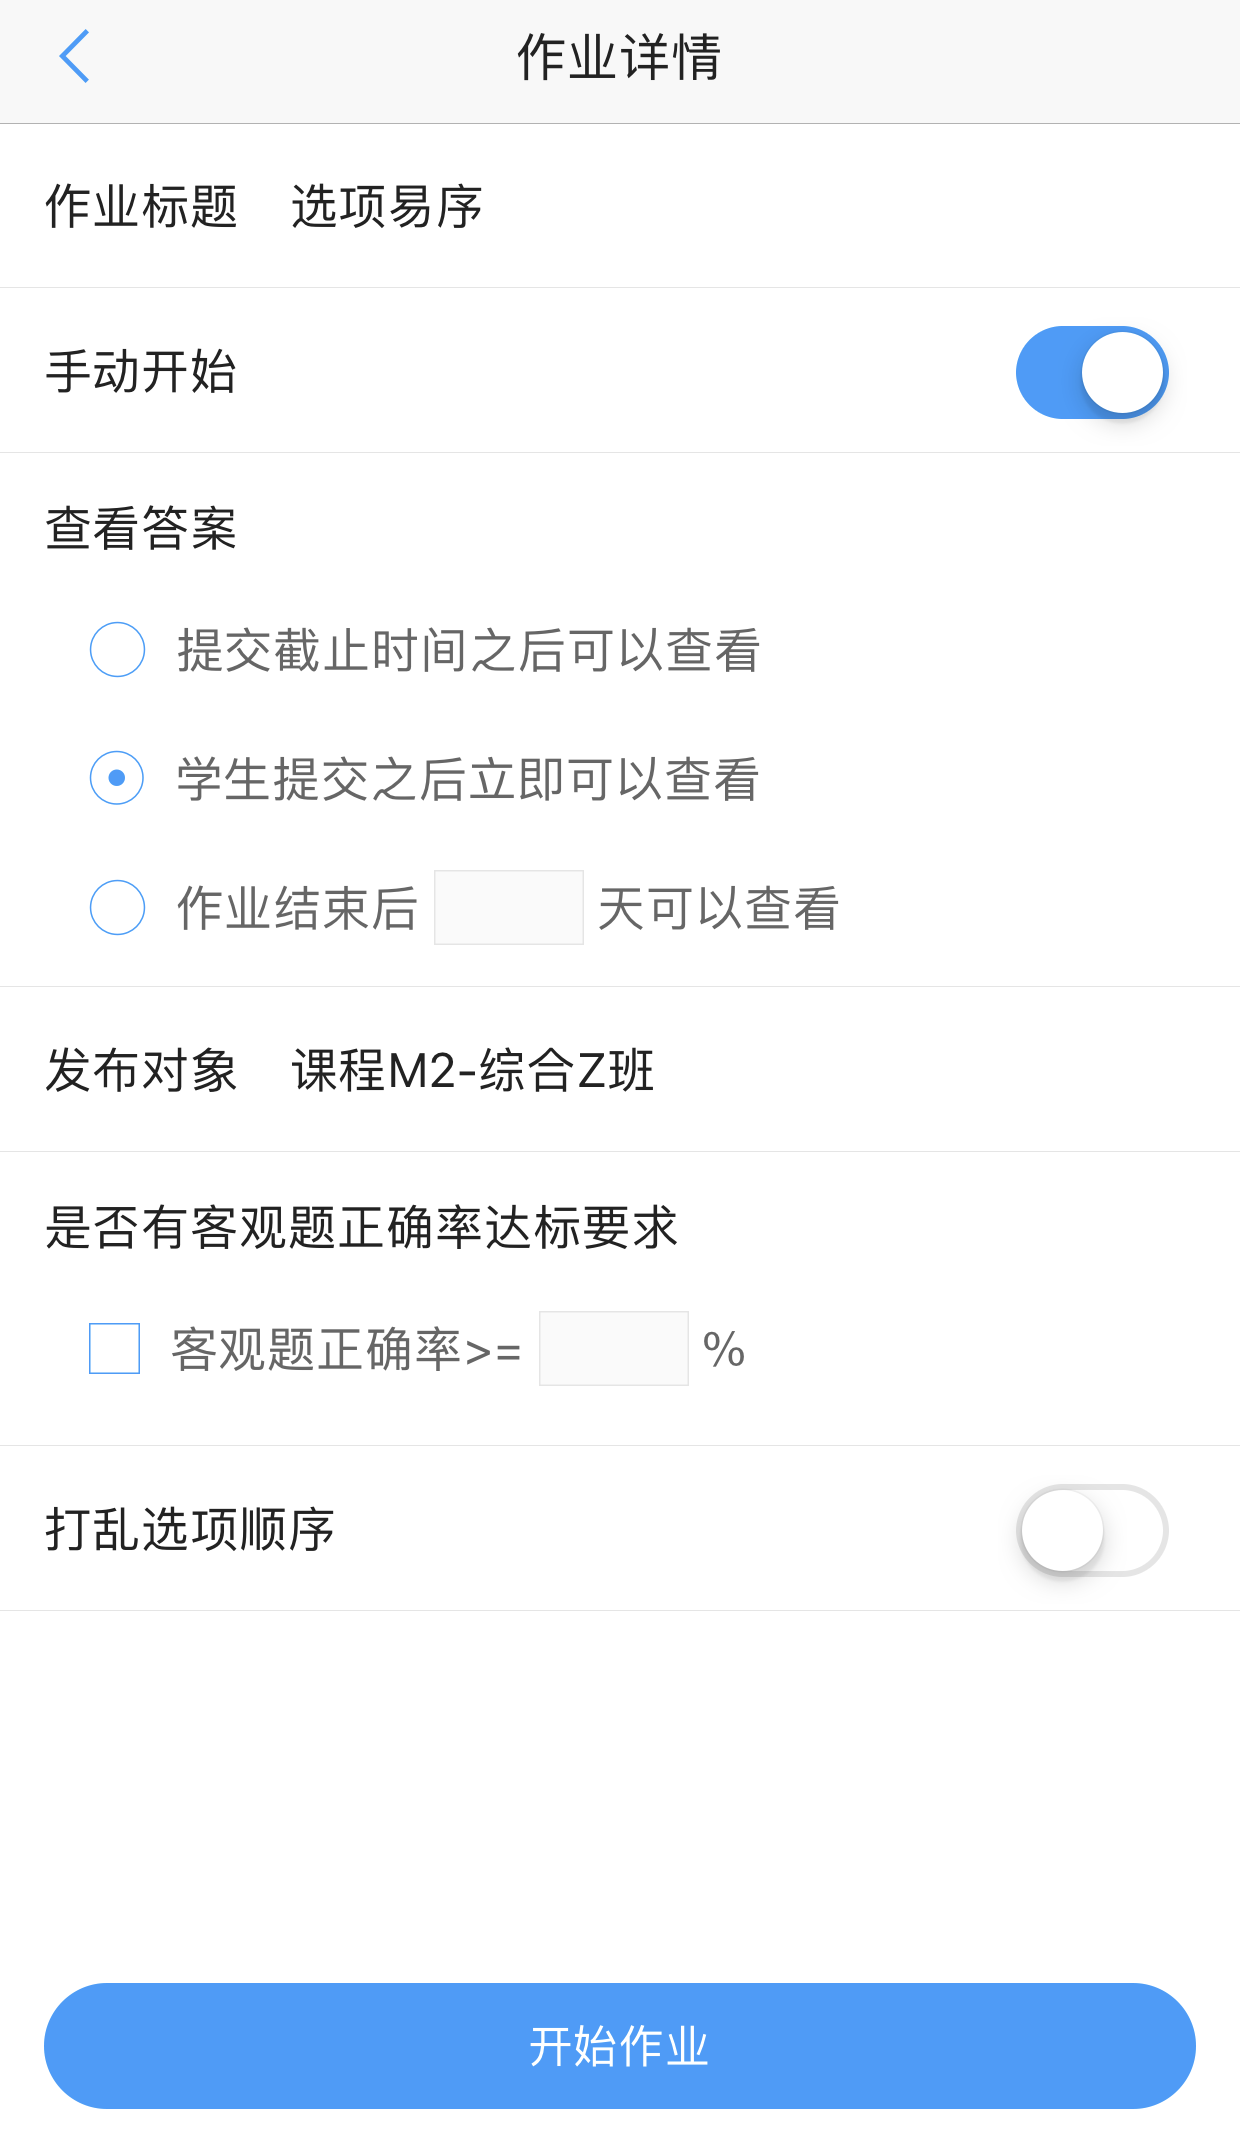 作业详情
作业标题 选项易序
手动开始
查看答案
提交截止时间之后可以查看
学生提交之后立即可以查看
作业结束后 天可以查看
发布对象 课程M2-综合Z班
是否有客观题正确率达标要求
客观题正确率>= %
打乱选项顺序
开始作业